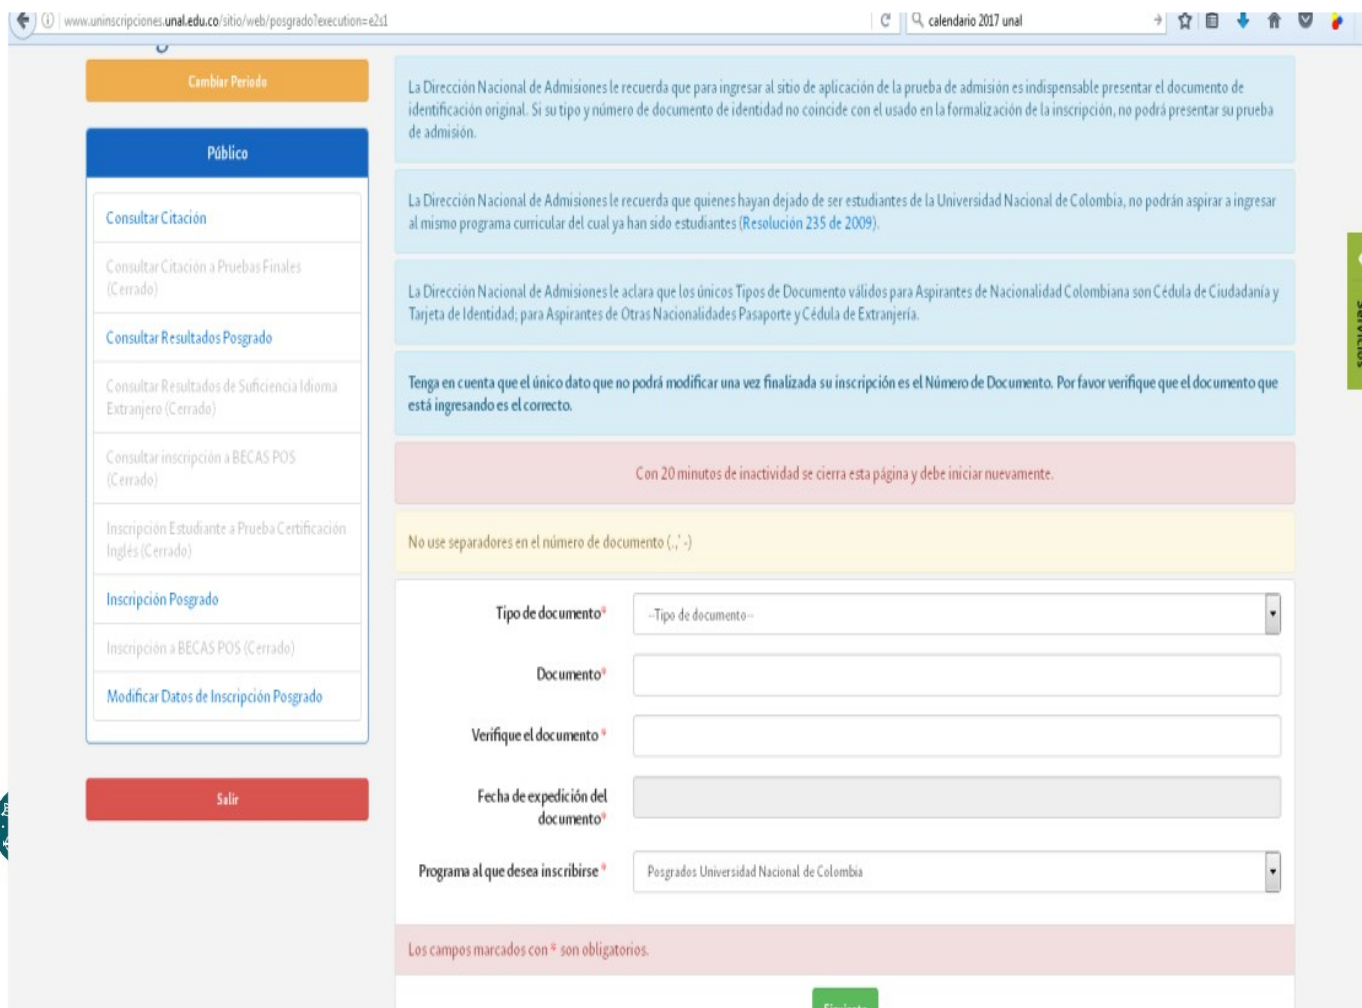 www.uninscripciones.unal.edu.co/sitio/web/posgrado?execution=e2s1
calendario 2017 unal
Cambiar Periodo
Público
Consultar Citación
Consultar Citación a Pruebas Finales
(Cerrado)
Consultar Resultados Posgrado
Consultar Resultados de Suficiencia Idioma
Extranjero (Cerrado)
Consultar inscripción a BECAS POS
(Cerrado)
Inscripción Estudiante a Prueba Certificación
Inglés (Cerrado)
Inscripción Posgrado
Inscripción a BECAS POS (Cerrado)
Modificar Datos de Inscripción Posgrado
Salir
La Dirección Nacional de Admisiones le recuerda que para ingresar al sitio de aplicación de la prueba de admisión es indispensable presentar el documento de
identificación original. Si su tipo y número de documento de identidad no coincide con el usado en la formalización de la inscripción, no podrá presentar su prueba
de admisión.
La Dirección Nacional de Admisiones le recuerda que quienes hayan dejado de ser estudiantes de la Universidad Nacional de Colombia, no podrán aspirar a ingresar
al mismo programa curricular del cual ya han sido estudiantes (Resolución 235 de 2009).
La Dirección Nacional de Admisiones le aclara que los únicos Tipos de Documento válidos para Aspirantes de Nacionalidad Colombiana son Cédula de Ciudadanía y
Tarjeta de Identidad; para Aspirantes de Otras Nacionalidades Pasaporte y Cédula de Extranjería.
Tenga en cuenta que el único dato que no podrá modificar una vez finalizada su inscripción es el Número de Documento. Por favor verifique que el documento que
está ingresando es el correcto.
Con 20 minutos de inactividad se cierra esta página y debe iniciar nuevamente.
No use separadores en el número de documento (.,' -)
Tipo de documento*
--Tipo de documento--
Documento*
Verifique el documento *
Fecha de expedición del
documento*
Programa al que desea inscribirse *
Posgrados Universidad Nacional de Colombia
Los campos marcados con * son obligatorios.
Siguiente
Servicios